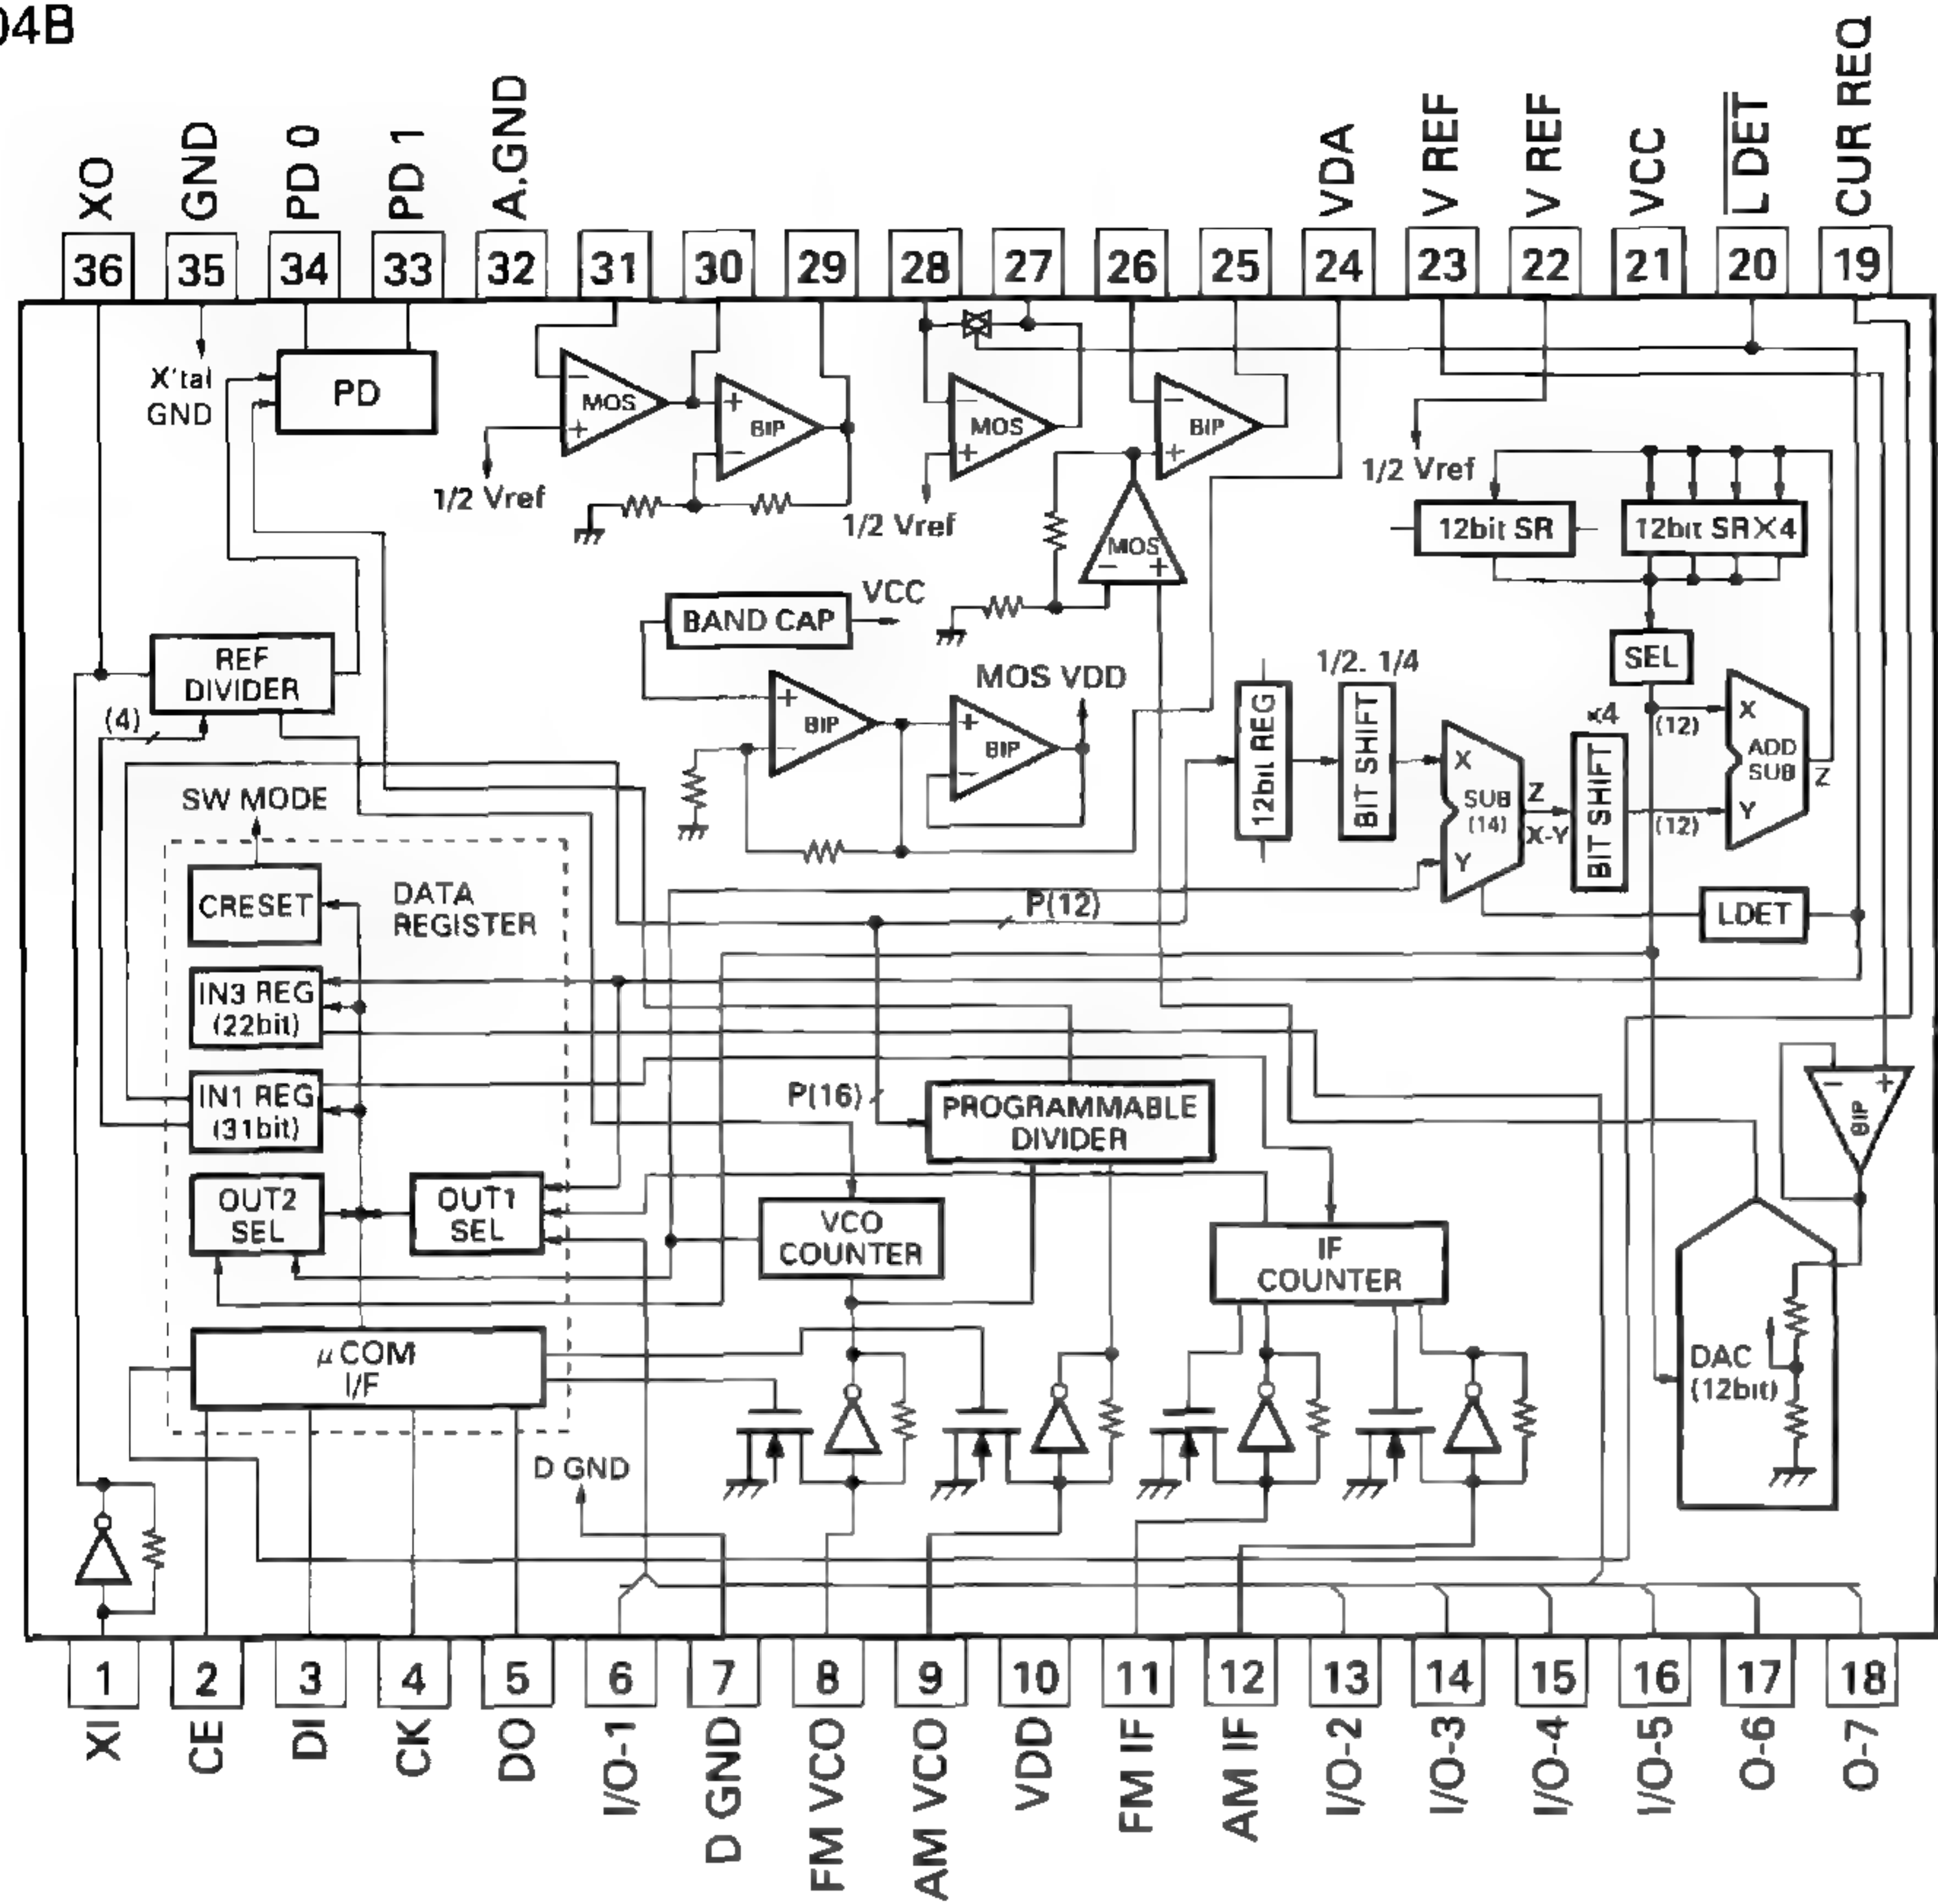 04B
XO
GND
PD 0
PD 1
A.GND
VDA
V REF
V REF
VCC
L DET
CUR REQ
36
35
34
33
32
31
30
29
28
27
26
25
24
23
22
21
20
19
X'tal
GND
PD
MOS
BIP
MOS
BIP
MOS
1/2 Vref
1/2 Vref
1/2 Vref
12bit SR
12bit SR×4
BAND CAP
VCC
REF
DIVIDER
(4)
BIP
BIP
MOS VDD
12bit REG
1/2. 1/4
BIT SHIFT
X
SUB
(14)
Y
Z
X-Y
×4
BIT SHIFT
SEL
(12)
(12)
X
ADD
SUB
Y
Z
SW MODE
CRESET
DATA
REGISTER
P(12)
LDET
IN3 REG
(22bit)
IN1 REG
(31bit)
P(16)
PROGRAMMABLE
DIVIDER
BIP
OUT2
SEL
OUT1
SEL
VCO
COUNTER
IF
COUNTER
μ COM
I/F
DAC
(12bit)
D GND
1
2
3
4
5
6
7
8
9
10
11
12
13
14
15
16
17
18
XI
CE
DI
CK
DO
I/O-1
D GND
FM VCO
AM VCO
VDD
FM IF
AM IF
I/O-2
I/O-3
I/O-4
I/O-5
O-6
O-7